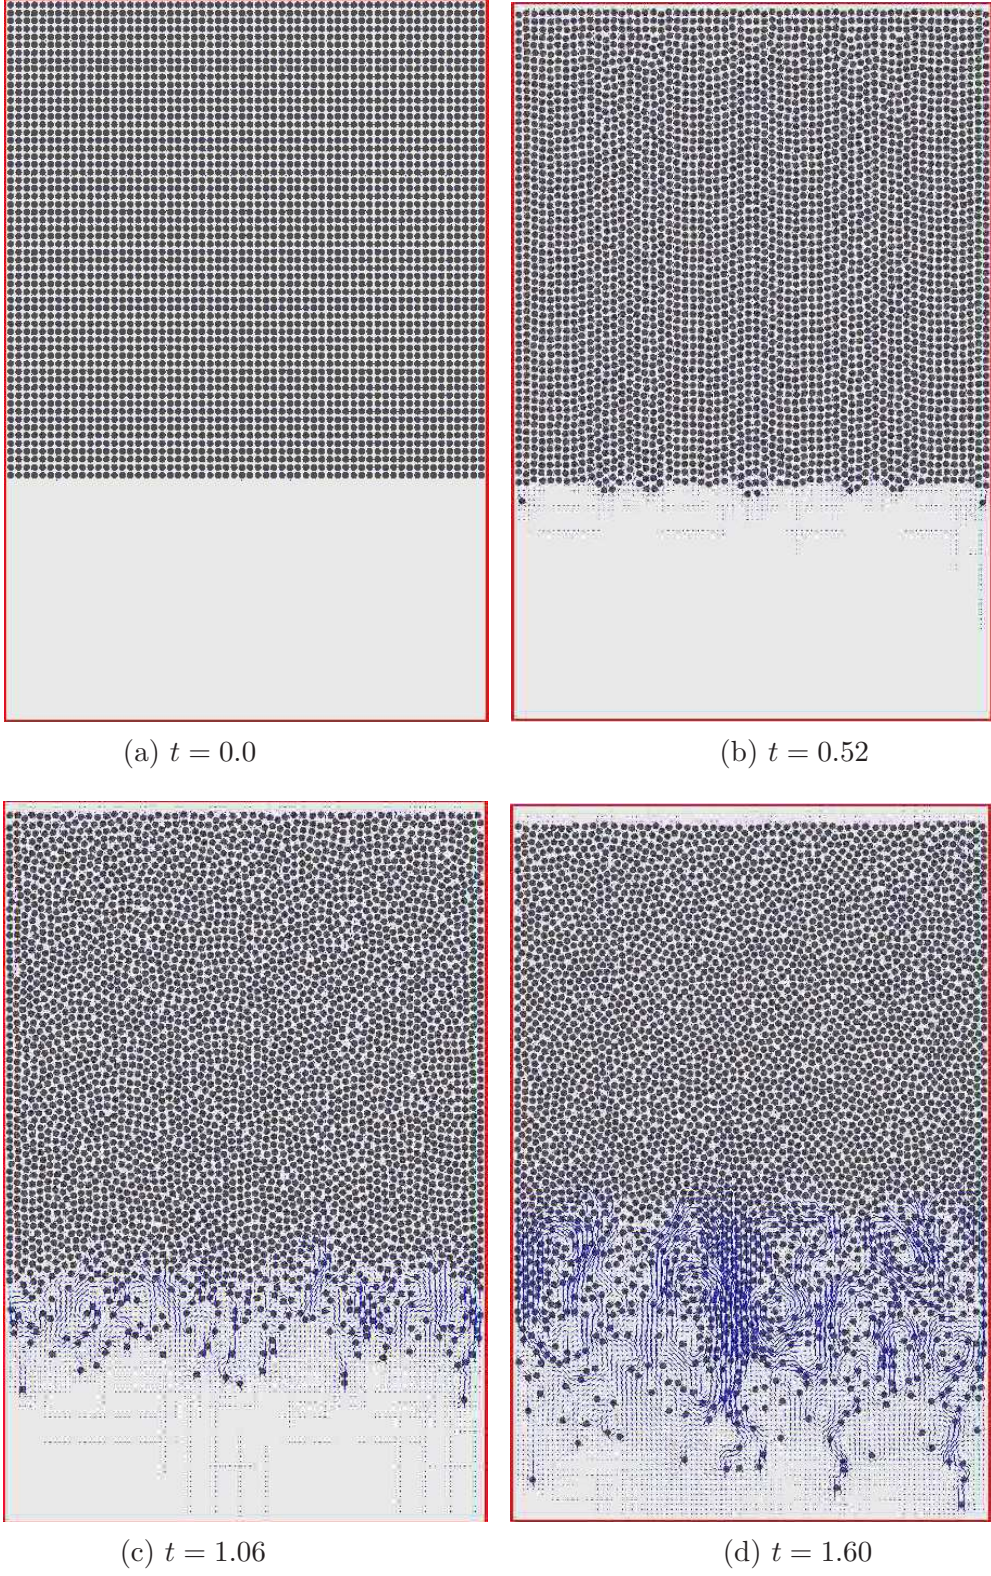 (a) t = 0.0
(b) t = 0.52
(c) t = 1.06
(d) t = 1.60